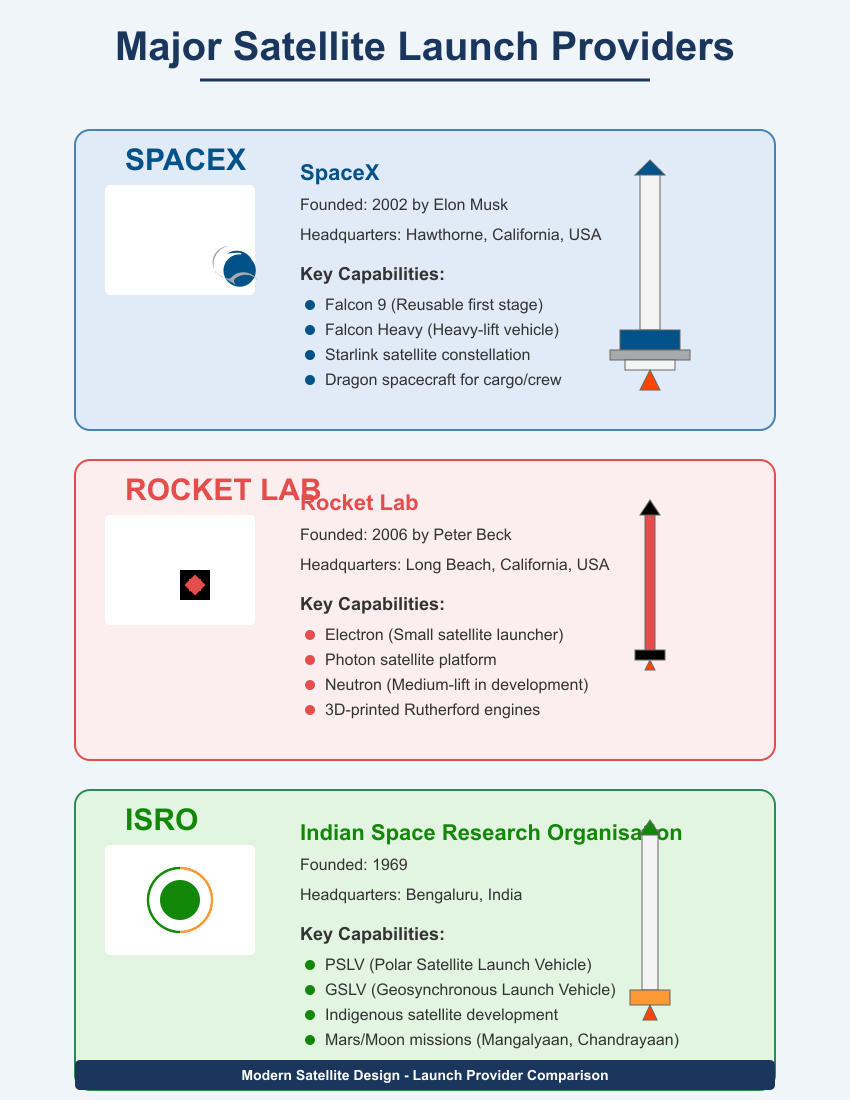 Major Satellite Launch Providers
SPACEX
SpaceX
Founded: 2002 by Elon Musk
Headquarters: Hawthorne, California, USA
Key Capabilities:
Falcon 9 (Reusable first stage)
Falcon Heavy (Heavy-lift vehicle)
Starlink satellite constellation
Dragon spacecraft for cargo/crew
ROCKET LAB
Rocket Lab
Founded: 2006 by Peter Beck
Headquarters: Long Beach, California, USA
Key Capabilities:
Electron (Small satellite launcher)
Photon satellite platform
Neutron (Medium-lift in development)
3D-printed Rutherford engines
ISRO
Indian Space Research Organisation
Founded: 1969
Headquarters: Bengaluru, India
Key Capabilities:
PSLV (Polar Satellite Launch Vehicle)
GSLV (Geosynchronous Launch Vehicle)
Indigenous satellite development
Mars/Moon missions (Mangalyaan, Chandrayaan)
Modern Satellite Design - Launch Provider Comparison